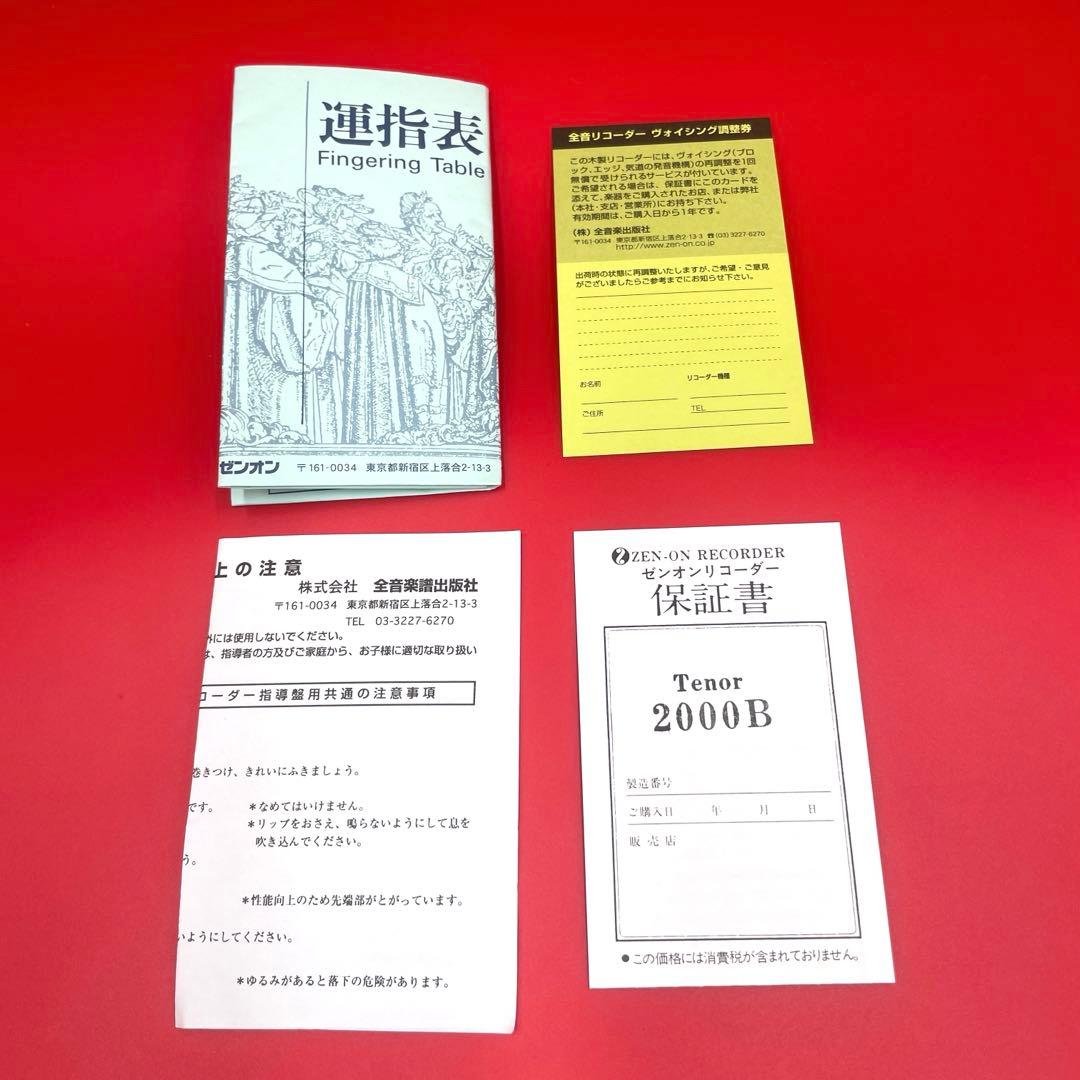 運指表
Fingering Table
ゼンオン 〒161-0034 東京都新宿区上落合2-13-3
全音リコーダー ヴォイシング調整券
この木製リコーダーには、ヴォイシング(ブロ
ック、エッジ、気道の発音機構)の再調整を1回
無償で受けられるサービスが付いています。
ご希望される場合は、保証書にこのカードを
添えて、楽器をご購入されたお店、または弊社
(本社・支店・営業所)にお持ち下さい。
有効期間は、ご購入日から1年です。
(株)全音楽出版社
〒161-0034 東京都新宿区上落合2-13-3 ☎(03)3227-6270
http://www.zen-on.co.jp
出荷時の状態に再調整いたしますが、ご希望・ご意見
がございましたらご参考までにお知らせ下さい。
お名前 リコーダー機種
ご住所 TEL
上の注意
株式会社 全音楽譜出版社
〒161-0034 東京都新宿区上落合2-13-3
TEL 03-3227-6270
外には使用しないでください。
は、指導者の方及びご家庭から、お子様に適切な取り扱い
コーダー指導盤用共通の注意事項
巻きつけ、きれいにふきましょう。
です。 *なめてはいけません。
*リップをおさえ、鳴らないようにして息を
吹き込んでください。
う。
*性能向上のため先端部がとがっています。
いようにしてください。
*ゆるみがあると落下の危険があります。
ZEN-ON RECORDER
ゼンオンリコーダー
保証書
Tenor
2000B
製造番号
ご購入日 年 月 日
販売店
●この価格には消費税が含まれておりません。